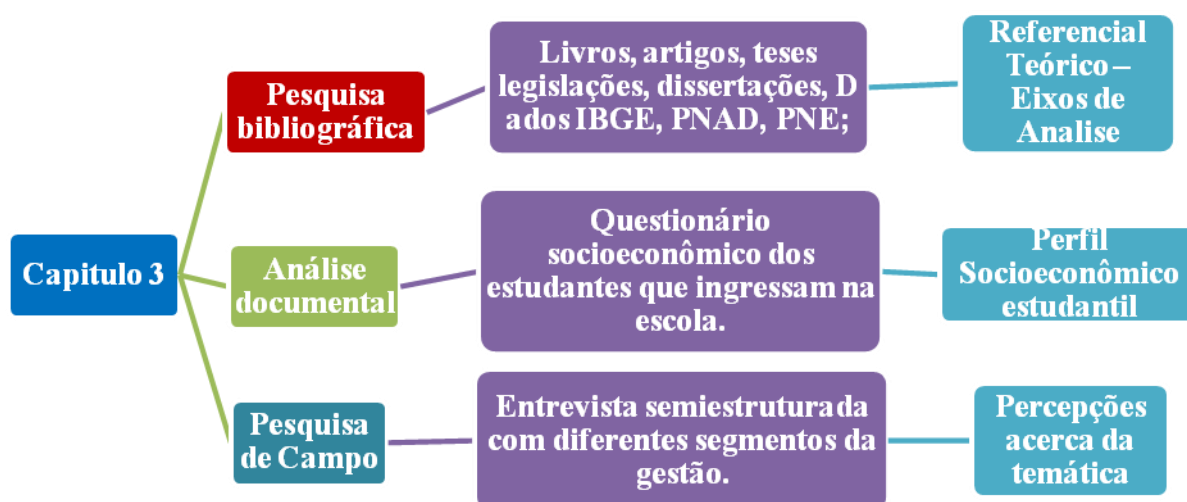 Capitulo 3
Pesquisa
bibliográfica
Livros, artigos, teses
legislações, dissertações, D
ados IBGE, PNAD, PNE;
Referencial
Teórico –
Eixos de
Analise
Análise
documental
Questionário
socioeconômico dos
estudantes que ingressam na
escola.
Perfil
Socioeconômico
estudantil
Pesquisa
de Campo
Entrevista semiestruturada
com diferentes segmentos da
gestão.
Percepções
acerca da
temática